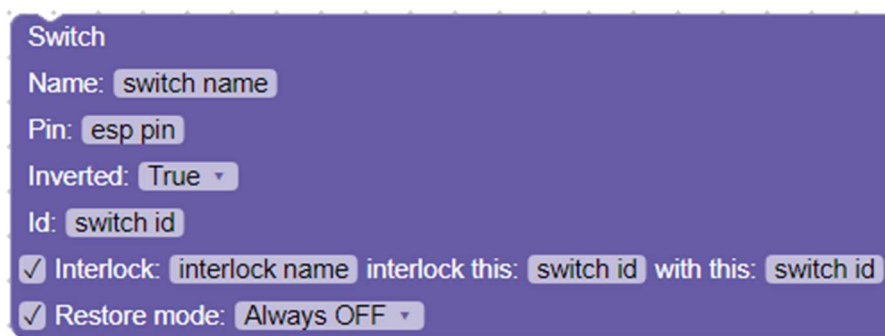 Switch
Name: switch name
Pin: esp pin
Inverted: True
Id: switch id
Interlock: interlock name interlock this: switch id with this: switch id
Restore mode: Always OFF